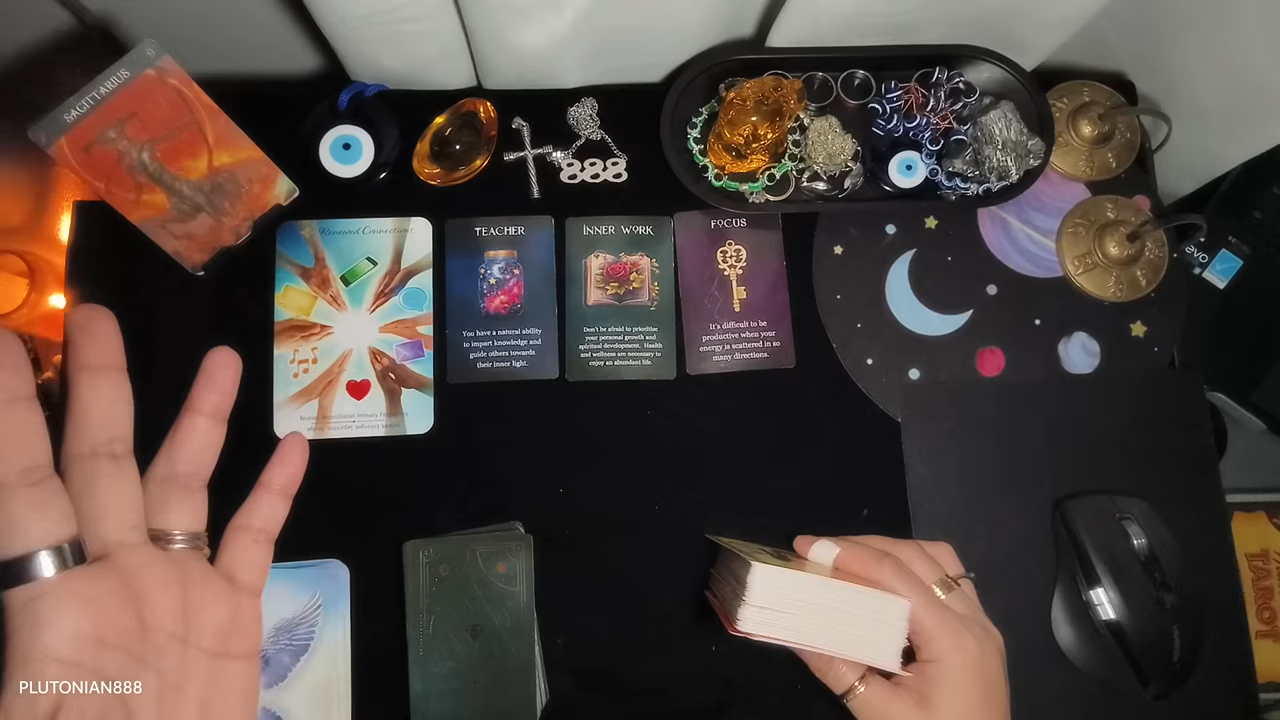 SAGITTARIUS
9
888
Renewed Connections
TEACHER
You have a natural ability
to impart knowledge and
guide others towards
their inner light.
INNER WORK
Don't be afraid to prioritize
your personal growth and
spiritual development. Health
and wellness are necessary to
enjoy an abundant life.
FOCUS
It's difficult to be
productive when your
energy is scattered in so
many directions.
evo
TAROT
PLUTONIAN888